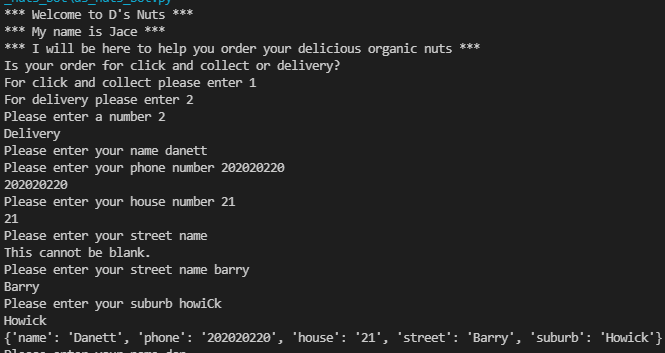 _nuts_bot\ds_nuts_bot.py
*** Welcome to D's Nuts ***
*** My name is Jace ***
*** I will be here to help you order your delicious organic nuts ***
Is your order for click and collect or delivery?
For click and collect please enter 1
For delivery please enter 2
Please enter a number 2
Delivery
Please enter your name danett
Please enter your phone number 202020220
202020220
Please enter your house number 21
21
Please enter your street name
This cannot be blank.
Please enter your street name barry
Barry
Please enter your suburb howiCk
Howick
{'name': 'Danett', 'phone': '202020220', 'house': '21', 'street': 'Barry', 'suburb': 'Howick'}
Please enter your name